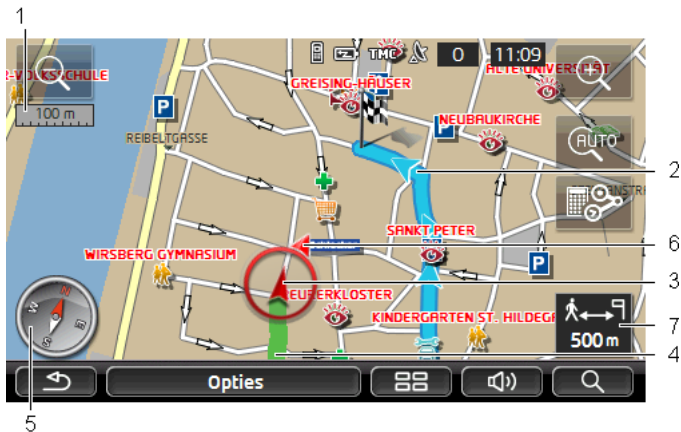 1
TMC
0
11:09
R-VOLKSSCHULE
GREISING-HÄUSER
ALTE UNIVERSITÄT
P
100 m
P
NEUBAUKIRCHE
P
REIBELTGASSE
AUTO
2
SANKT PETER
6
WIRSBERG GYMNASIUM
P
3
EUERERKLOSTER
KINDERGARTEN ST. HILDEG
7
N
W
E
S
500 m
4
Opties
5